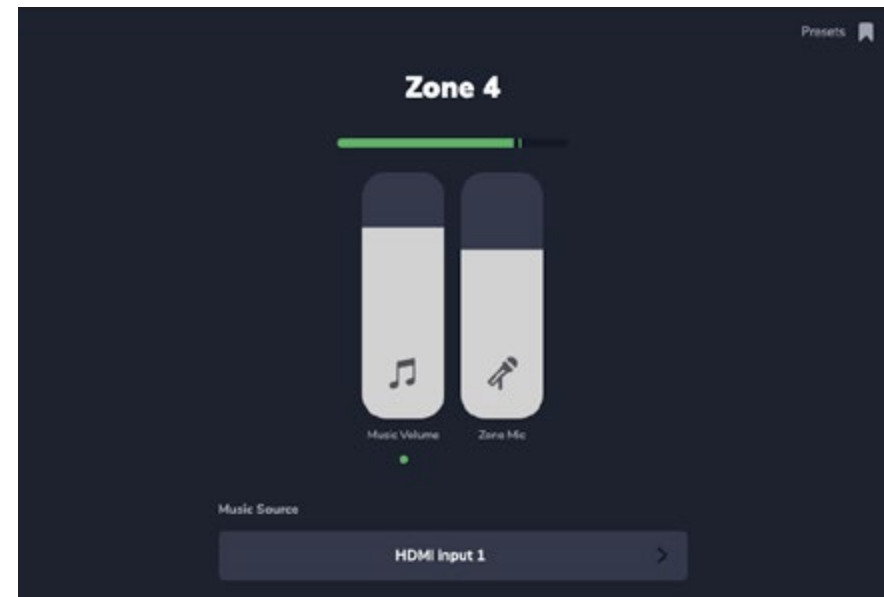 Presets
Zone 4
Music Volume
Zone Mic
Music Source
HDMI input 1